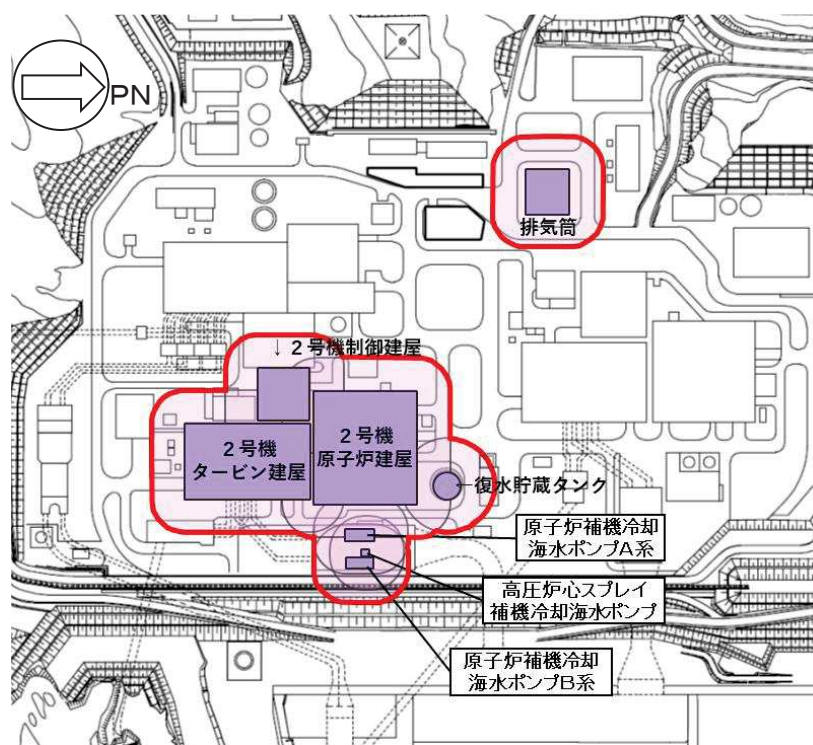 PN
排気筒
↓ 2号機制御建屋
2号機
タービン建屋
2号機
原子炉建屋
←復水貯蔵タンク
原子炉補機冷却
海水ポンプA系
高圧炉心スプレイ
補機冷却海水ポンプ
原子炉補機冷却
海水ポンプB系